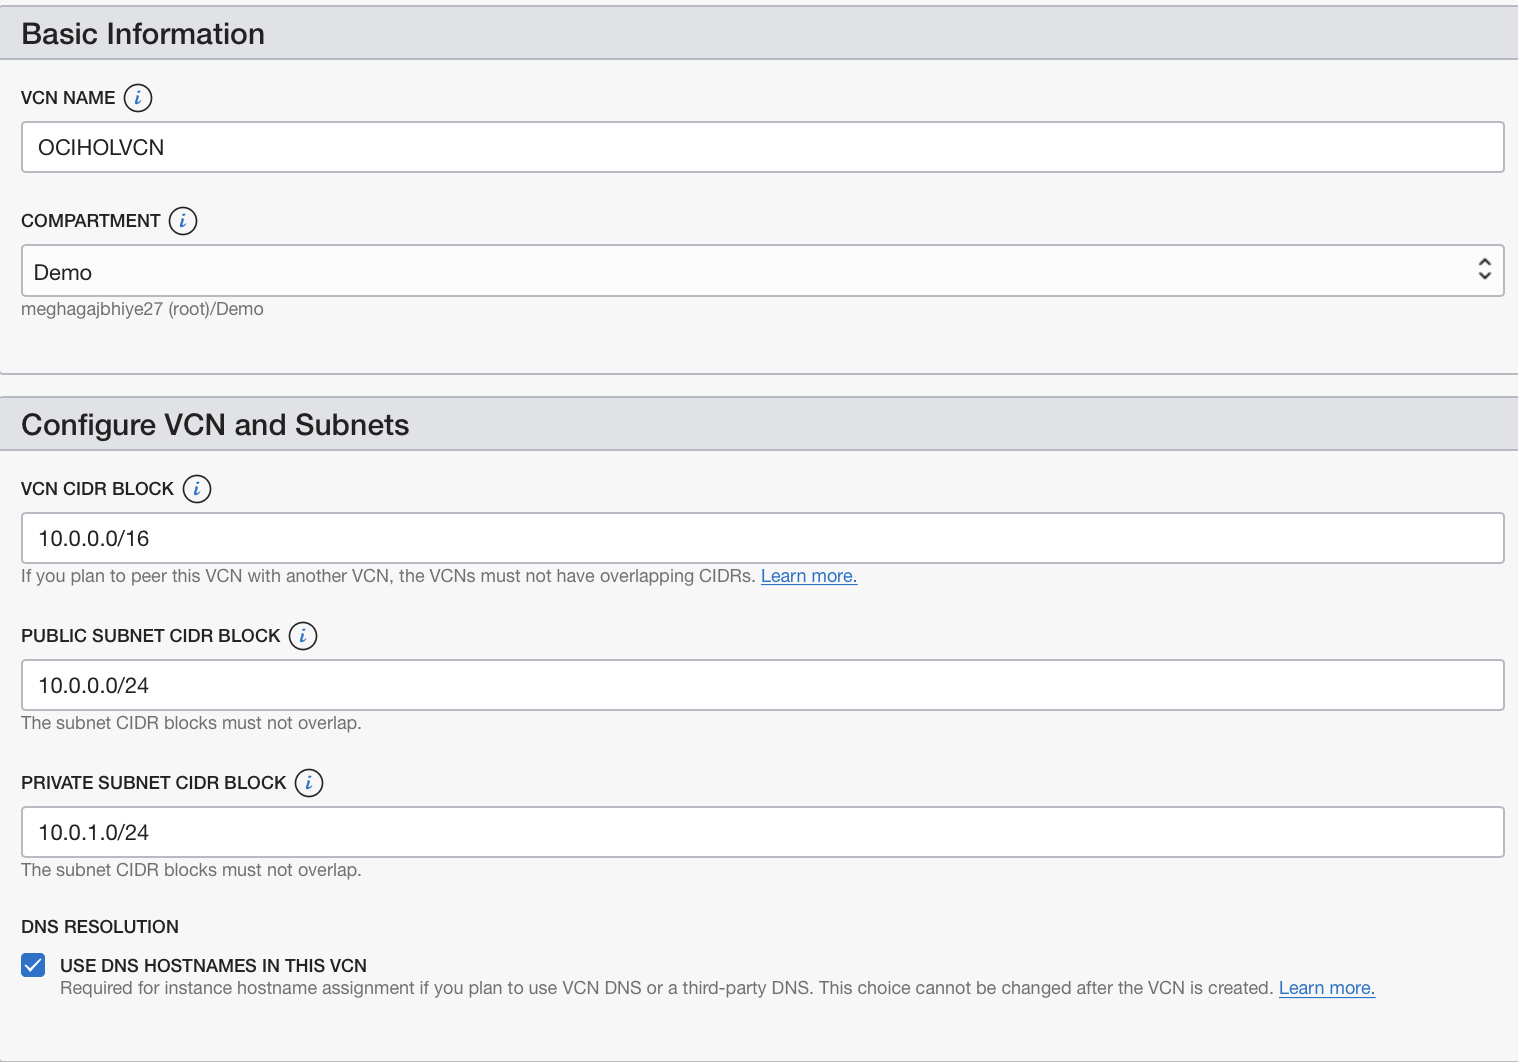 Basic Information
VCN NAME i
OCIHOLVCN
COMPARTMENT i
Demo
meghagajbhiye27 (root)/Demo
Configure VCN and Subnets
VCN CIDR BLOCK i
10.0.0.0/16
If you plan to peer this VCN with another VCN, the VCNs must not have overlapping CIDRs. Learn more.
PUBLIC SUBNET CIDR BLOCK i
10.0.0.0/24
The subnet CIDR blocks must not overlap.
PRIVATE SUBNET CIDR BLOCK i
10.0.1.0/24
The subnet CIDR blocks must not overlap.
DNS RESOLUTION
USE DNS HOSTNAMES IN THIS VCN
Required for instance hostname assignment if you plan to use VCN DNS or a third-party DNS. This choice cannot be changed after the VCN is created. Learn more.